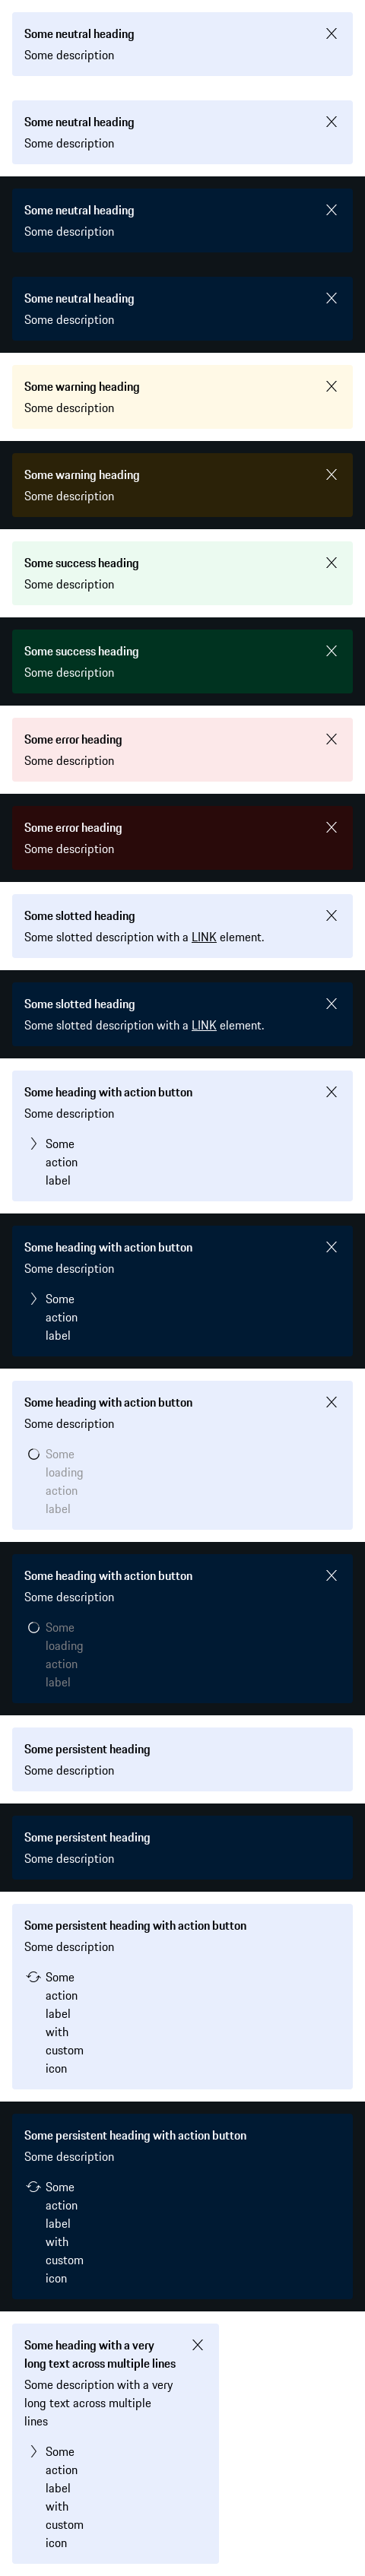 Some neutral heading
Some description
Some neutral heading
Some description
Some neutral heading
Some description
Some neutral heading
Some description
Some warning heading
Some description
Some warning heading
Some description
Some success heading
Some description
Some success heading
Some description
Some error heading
Some description
Some error heading
Some description
Some slotted heading
Some slotted description with a LINK element.
Some slotted heading
Some slotted description with a LINK element.
Some heading with action button
Some description
Some
action
label
Some heading with action button
Some description
Some
action
label
Some heading with action button
Some description
Some
loading
action
label
Some heading with action button
Some description
Some
loading
action
label
Some persistent heading
Some description
Some persistent heading
Some description
Some persistent heading with action button
Some description
Some
action
label
with
custom
icon
Some persistent heading with action button
Some description
Some
action
label
with
custom
icon
Some heading with a very
long text across multiple lines
Some description with a very
long text across multiple
lines
Some
action
label
with
custom
icon